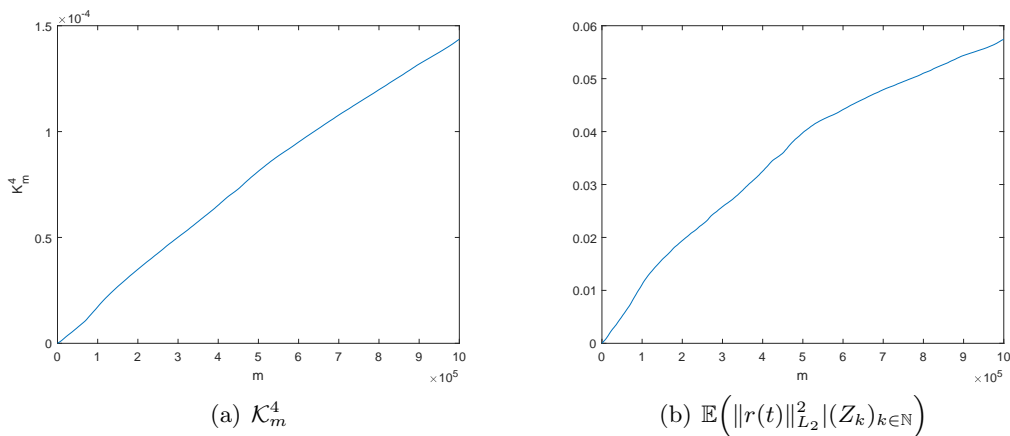 ×10⁻⁴
1.5
1
0.5
0
K⁴ₘ
0 1 2 3 4 5 6 7 8 9 10
m
×10⁵
(a) 𝒦⁴ₘ
0.06
0.05
0.04
0.03
0.02
0.01
0
0 1 2 3 4 5 6 7 8 9 10
m
×10⁵
(b) 𝔼(‖r(t)‖²_{L₂}|(Z_k)_{k∈ℕ})